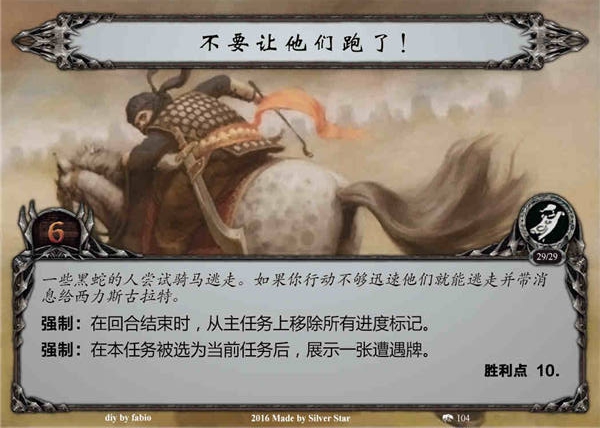 不要让他们跑了!
6
29/29
一些黑蛇的人尝试骑马逃走。如果你行动不够迅速他们就能逃走并带消
息给西力斯古拉特。
强制:在回合结束时,从主任务上移除所有进度标记。
强制:在本任务被选为当前任务后,展示一张遭遇牌。
胜利点 10.
diy by fabio 2016 Made by Silver Star 104